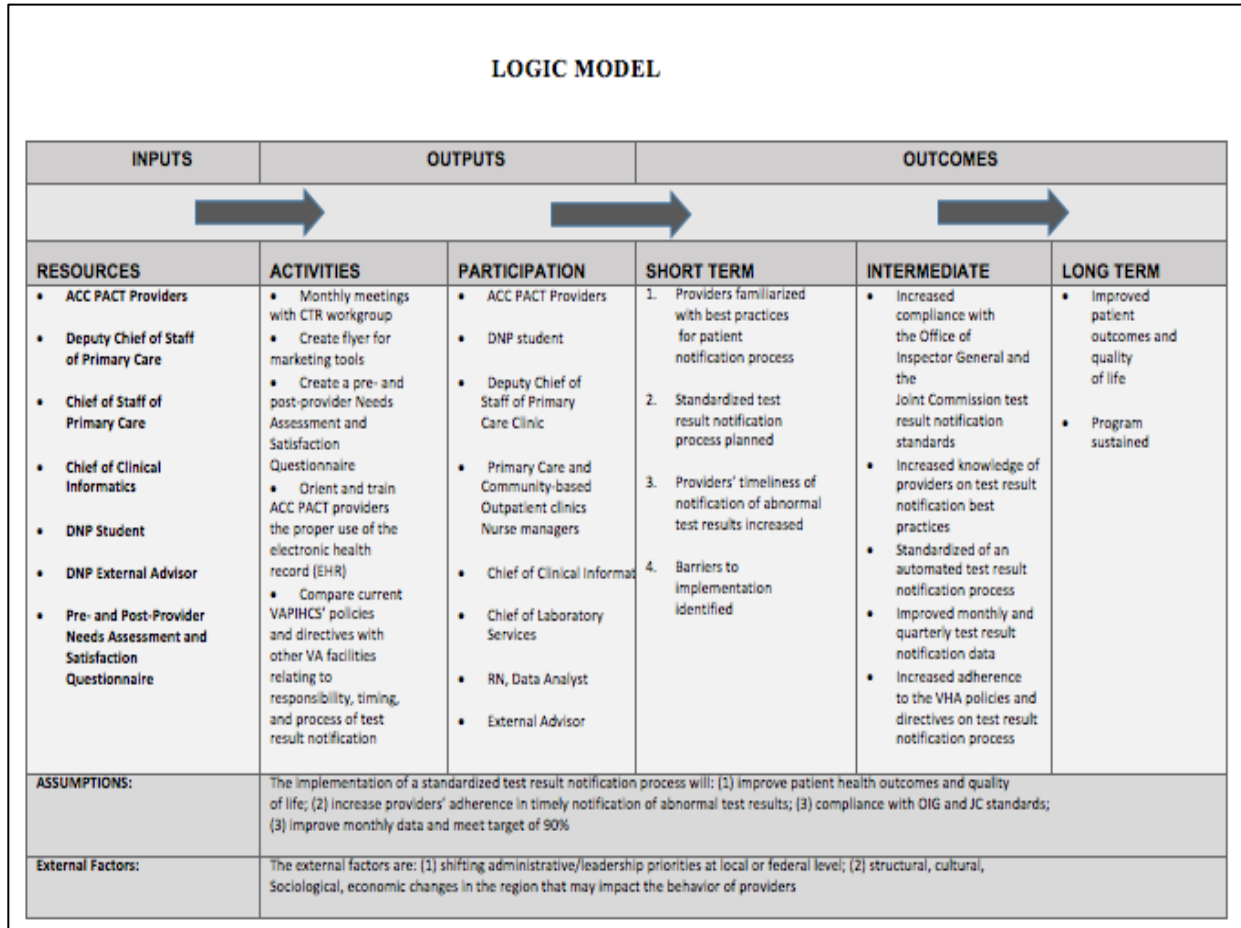 LOGIC MODEL
INPUTS
OUTPUTS
OUTCOMES
RESOURCES
• ACC PACT Providers
• Deputy Chief of Staff
of Primary Care
• Chief of Staff of
Primary Care
• Chief of Clinical
Informatics
• DNP Student
• DNP External Advisor
• Pre- and Post-Provider
Needs Assessment and
Satisfaction
Questionnaire
ACTIVITIES
• Monthly meetings
with CTR workgroup
• Create flyer for
marketing tools
• Create a pre- and
post-provider Needs
Assessment and
Satisfaction
Questionnaire
• Orient and train
ACC PACT providers
the proper use of the
electronic health
record (EHR)
• Compare current
VAPIHCS' policies
and directives with
other VA facilities
relating to
responsibility, timing,
and process of test
result notification
PARTICIPATION
• ACC PACT Providers
• DNP student
• Deputy Chief of
Staff of Primary
Care Clinic
• Primary Care and
Community-based
Outpatient clinics
Nurse managers
• Chief of Clinical Informat
• Chief of Laboratory
Services
• RN, Data Analyst
• External Advisor
SHORT TERM
1. Providers familiarized
with best practices
for patient
notification process
2. Standardized test
result notification
process planned
3. Providers' timeliness of
notification of abnormal
test results increased
4. Barriers to
implementation
identified
INTERMEDIATE
• Increased
compliance with
the Office of
Inspector General and
the
Joint Commission test
result notification
standards
• Increased knowledge of
providers on test result
notification best
practices
• Standardized of an
automated test result
notification process
• Improved monthly and
quarterly test result
notification data
• Increased adherence
to the VHA policies and
directives on test result
notification process
LONG TERM
• Improved
patient
outcomes and
quality
of life
• Program
sustained
ASSUMPTIONS:
The implementation of a standardized test result notification process will: (1) improve patient health outcomes and quality
of life; (2) increase providers' adherence in timely notification of abnormal test results; (3) compliance with OIG and JC standards;
(3) improve monthly data and meet target of 90%
External Factors:
The external factors are: (1) shifting administrative/leadership priorities at local or federal level; (2) structural, cultural,
Sociological, economic changes in the region that may impact the behavior of providers